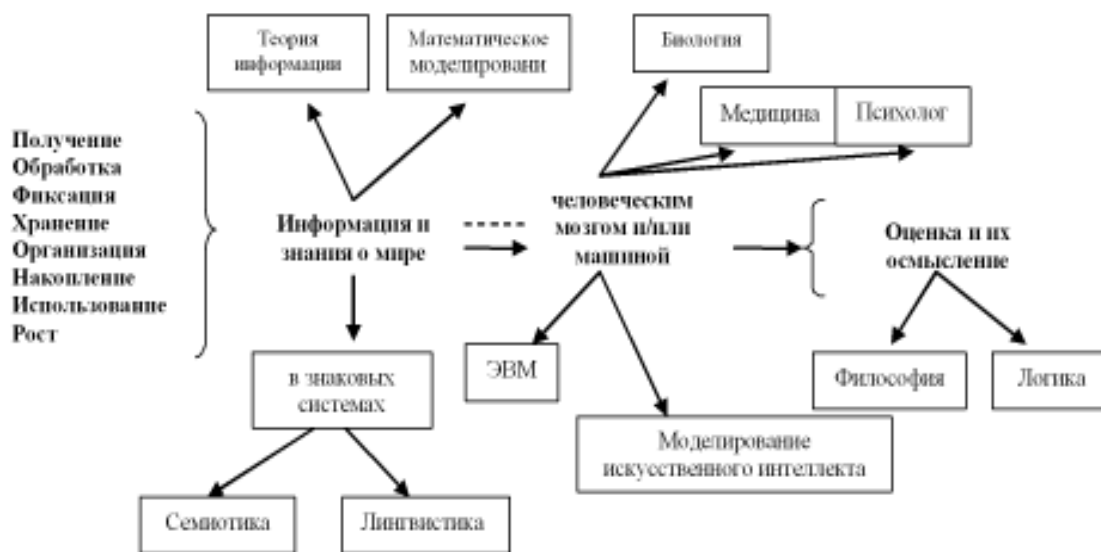 Теория
информации
Математическое
моделировани
Биология
Медицина
Психолог
Получение
Обработка
Фиксация
Хранение
Организация
Накопление
Использование
Рост
Информация и
знания о мире
человеческим
мозгом и/или
машиной
Оценка и их
осмысление
в знаковых
системах
ЭВМ
Философия
Логика
Моделирование
искусственного интеллекта
Семиотика
Лингвистика